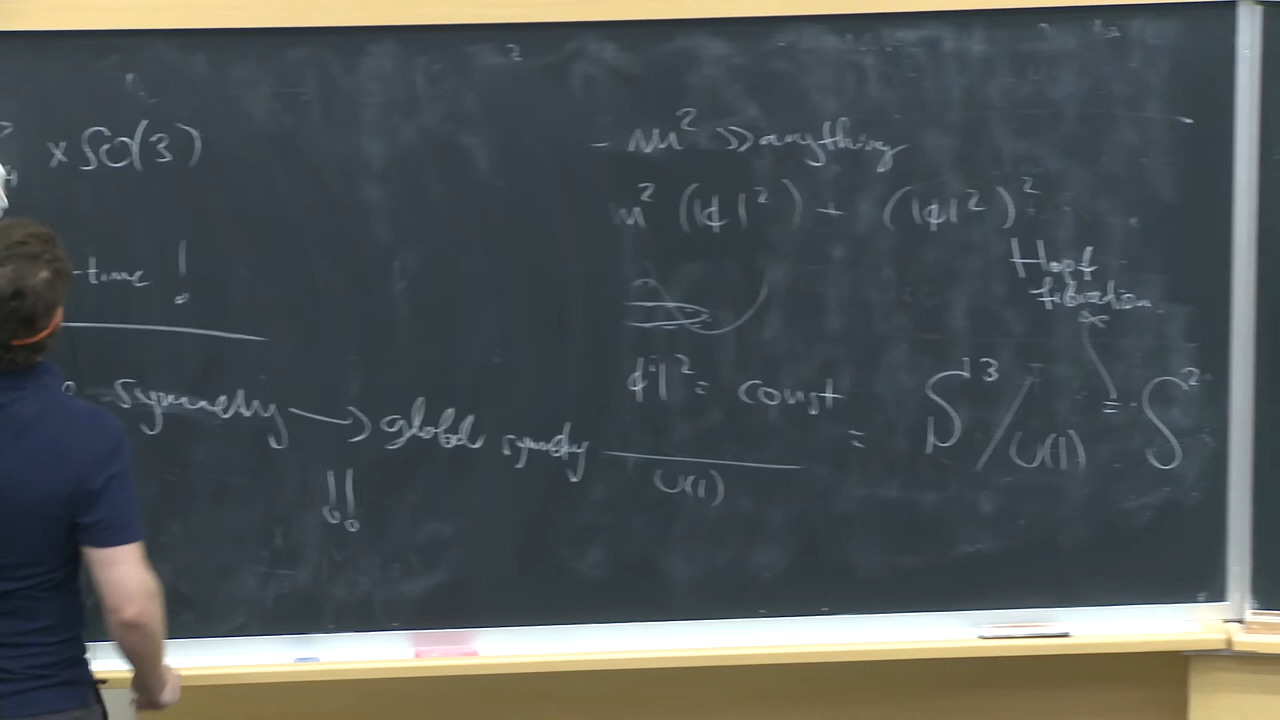 × SO(3)
-time !
symmetry → global symmetry
!!
- m² >> anything
m² (|φ|²) + (|φ|²)²
Hopf
fibration
|φ|² = const
U(1)
= S³/U(1) = S²